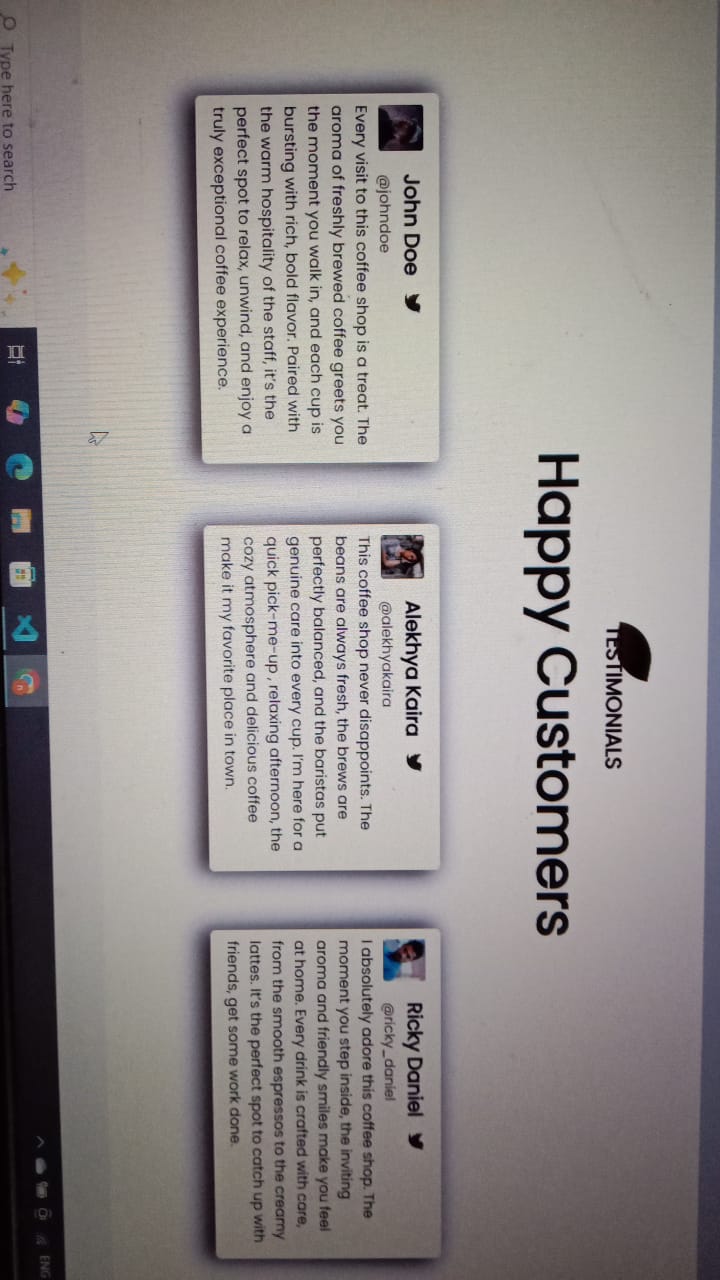 TESTIMONIALS
Happy Customers
John Doe
@johndoe
Every visit to this coffee shop is a treat. The
aroma of freshly brewed coffee greets you
the moment you walk in, and each cup is
bursting with rich, bold flavor. Paired with
the warm hospitality of the staff, it's the
perfect spot to relax, unwind, and enjoy a
truly exceptional coffee experience.
Alekhya Kaira
@alekhyakaira
This coffee shop never disappoints. The
beans are always fresh, the brews are
perfectly balanced, and the baristas put
genuine care into every cup. I'm here for a
quick pick-me-up , relaxing afternoon, the
cozy atmosphere and delicious coffee
make it my favorite place in town.
Ricky Daniel
@ricky_daniel
I absolutely adore this coffee shop. The
moment you step inside, the inviting
aroma and friendly smiles make you feel
at home. Every drink is crafted with care,
from the smooth espressos to the creamy
lattes. It's the perfect spot to catch up with
friends, get some work done.
Type here to search
ENG